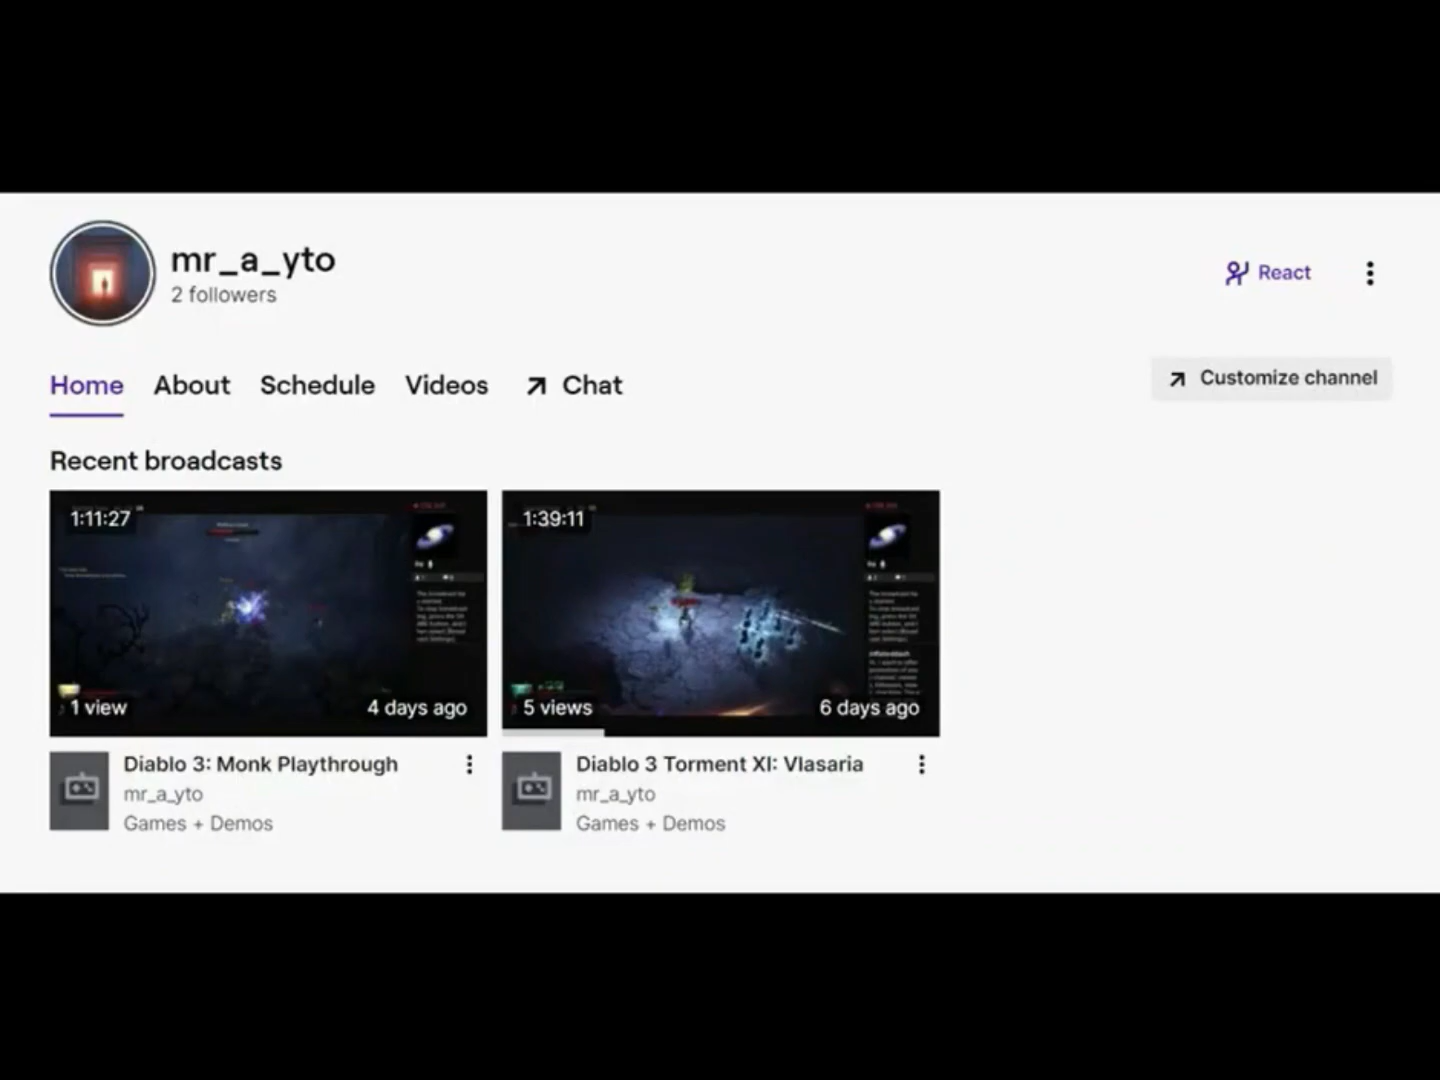 mr_a_yto
2 followers
React
Home
About
Schedule
Videos
Chat
Customize channel
Recent broadcasts
1:11:27
1 view
4 days ago
1:39:11
5 views
6 days ago
Diablo 3: Monk Playthrough
mr_a_yto
Games + Demos
Diablo 3 Torment XI: Vlasaria
mr_a_yto
Games + Demos